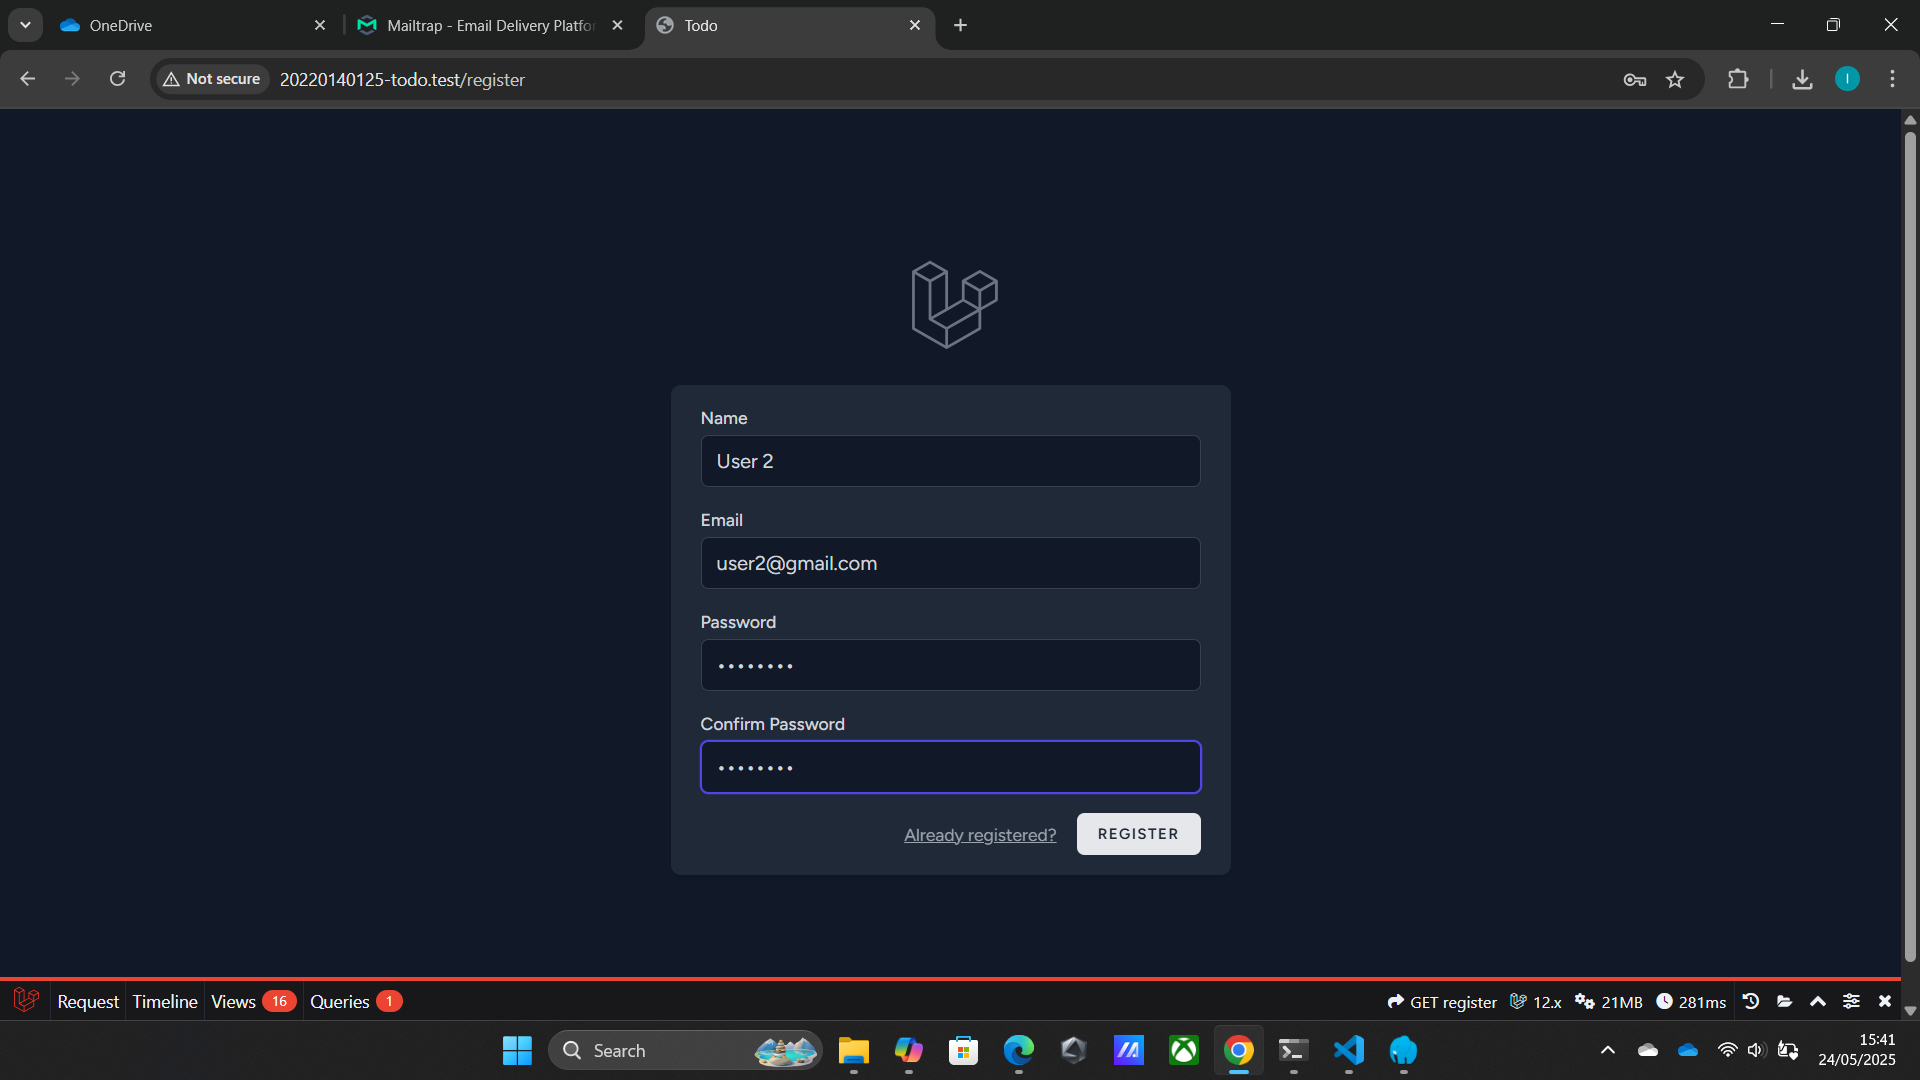 OneDrive
Mailtrap - Email Delivery Platfo
Todo
Not secure
20220140125-todo.test/register
I
Name
User 2
Email
user2@gmail.com
Password
••••••••
Confirm Password
••••••••
Already registered?
REGISTER
Request
Timeline
Views 16
Queries 1
GET register
12.x
21MB
281ms
Search
15:41
24/05/2025